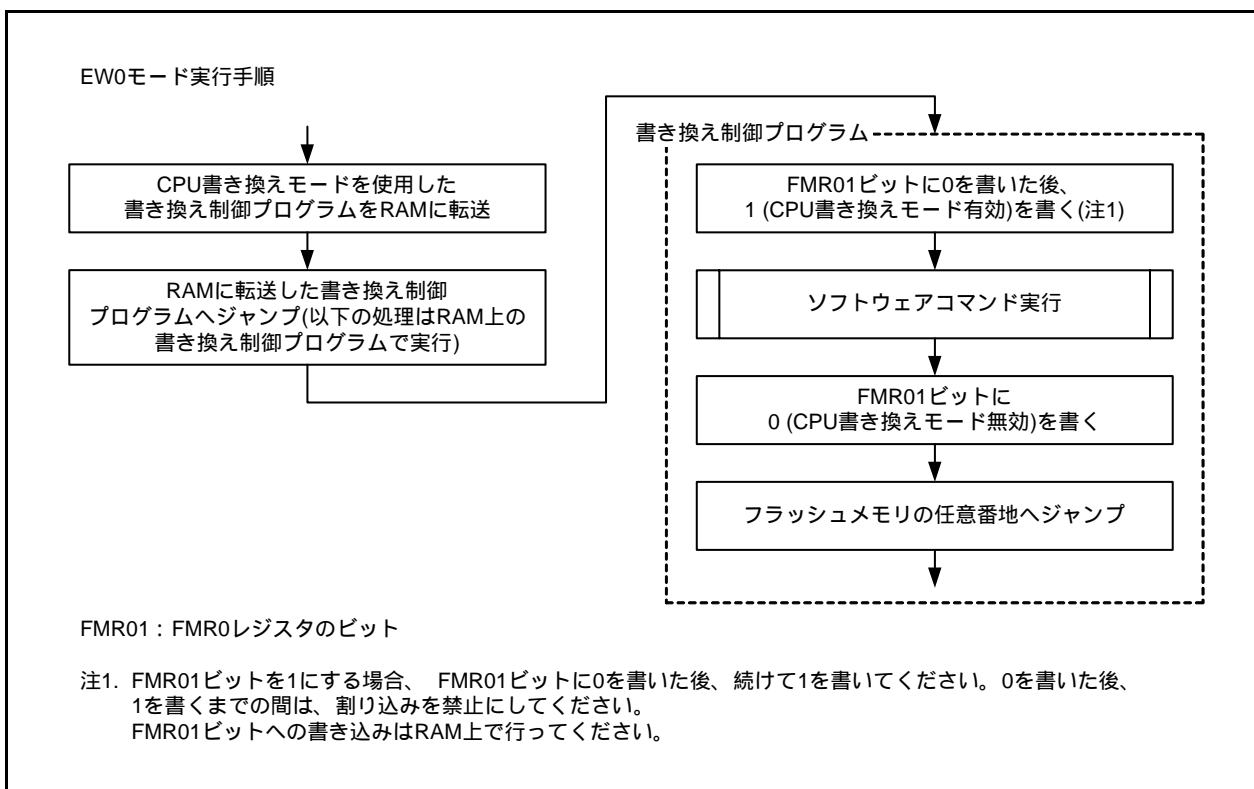 EW0モード実行手順
CPU書き換えモードを使用した
書き換え制御プログラムをRAMに転送
RAMに転送した書き換え制御
プログラムへジャンプ(以下の処理はRAM上の
書き換え制御プログラムで実行)
書き換え制御プログラム
FMR01ビットに0を書いた後、
1 (CPU書き換えモード有効)を書く(注1)
ソフトウェアコマンド実行
FMR01ビットに
0 (CPU書き換えモード無効)を書く
フラッシュメモリの任意番地へジャンプ
FMR01：FMR0レジスタのビット
注1. FMR01ビットを1にする場合、 FMR01ビットに0を書いた後、続けて1を書いてください。0を書いた後、
1を書くまでの間は、割り込みを禁止にしてください。
FMR01ビットへの書き込みはRAM上で行ってください。